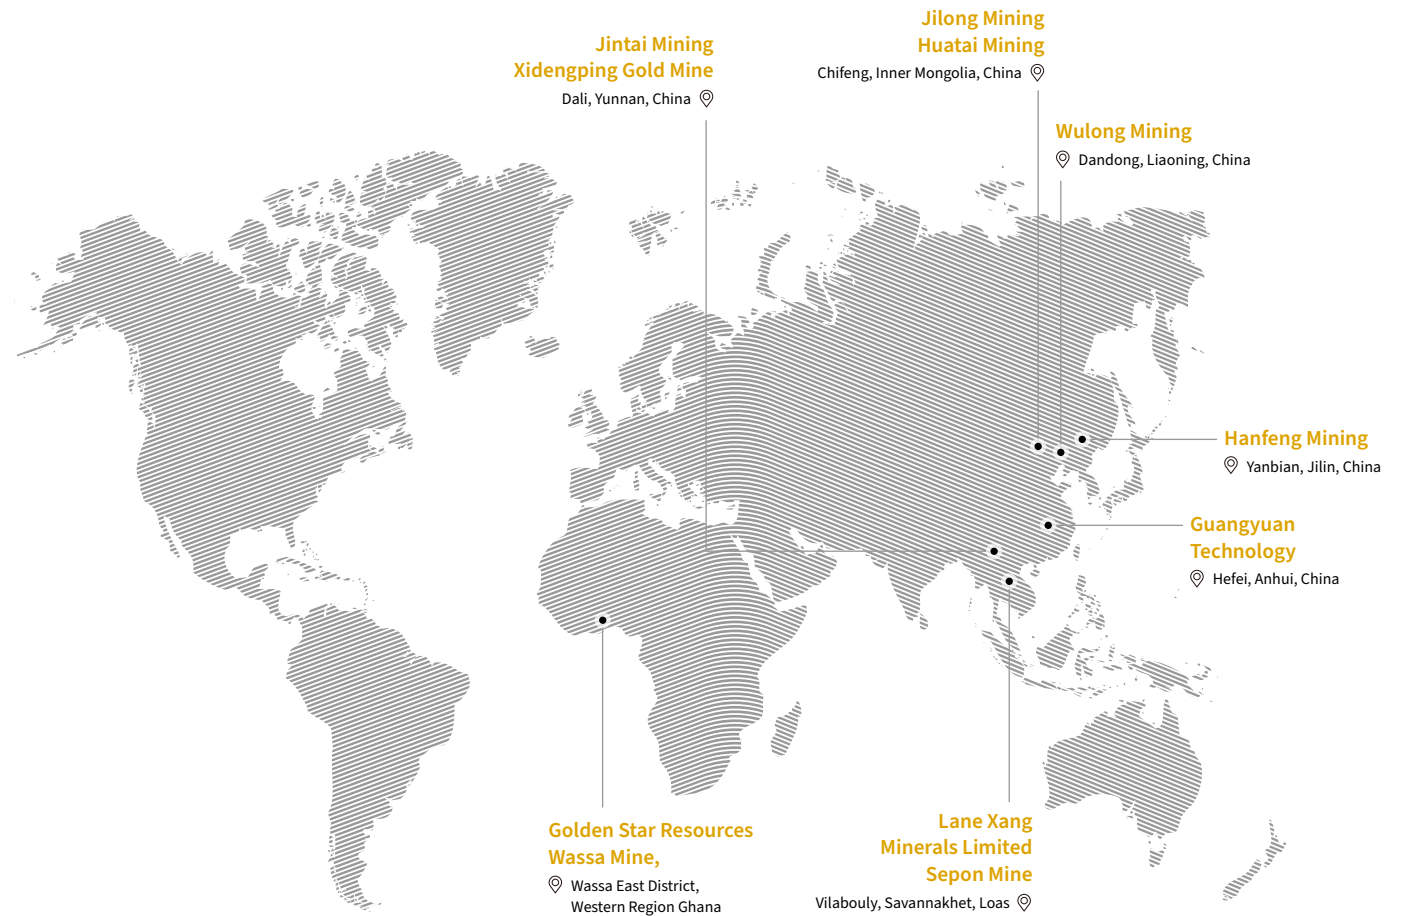 Jilong Mining
Huatai Mining
Chifeng, Inner Mongolia, China
Jintai Mining
Xidengping Gold Mine
Dali, Yunnan, China
Wulong Mining
Dandong, Liaoning, China
Hanfeng Mining
Yanbian, Jilin, China
Guangyuan
Technology
Hefei, Anhui, China
Golden Star Resources
Wassa Mine,
Wassa East District,
Western Region Ghana
Lane Xang
Minerals Limited
Sepon Mine
Vilabouly, Savannakhet, Loas